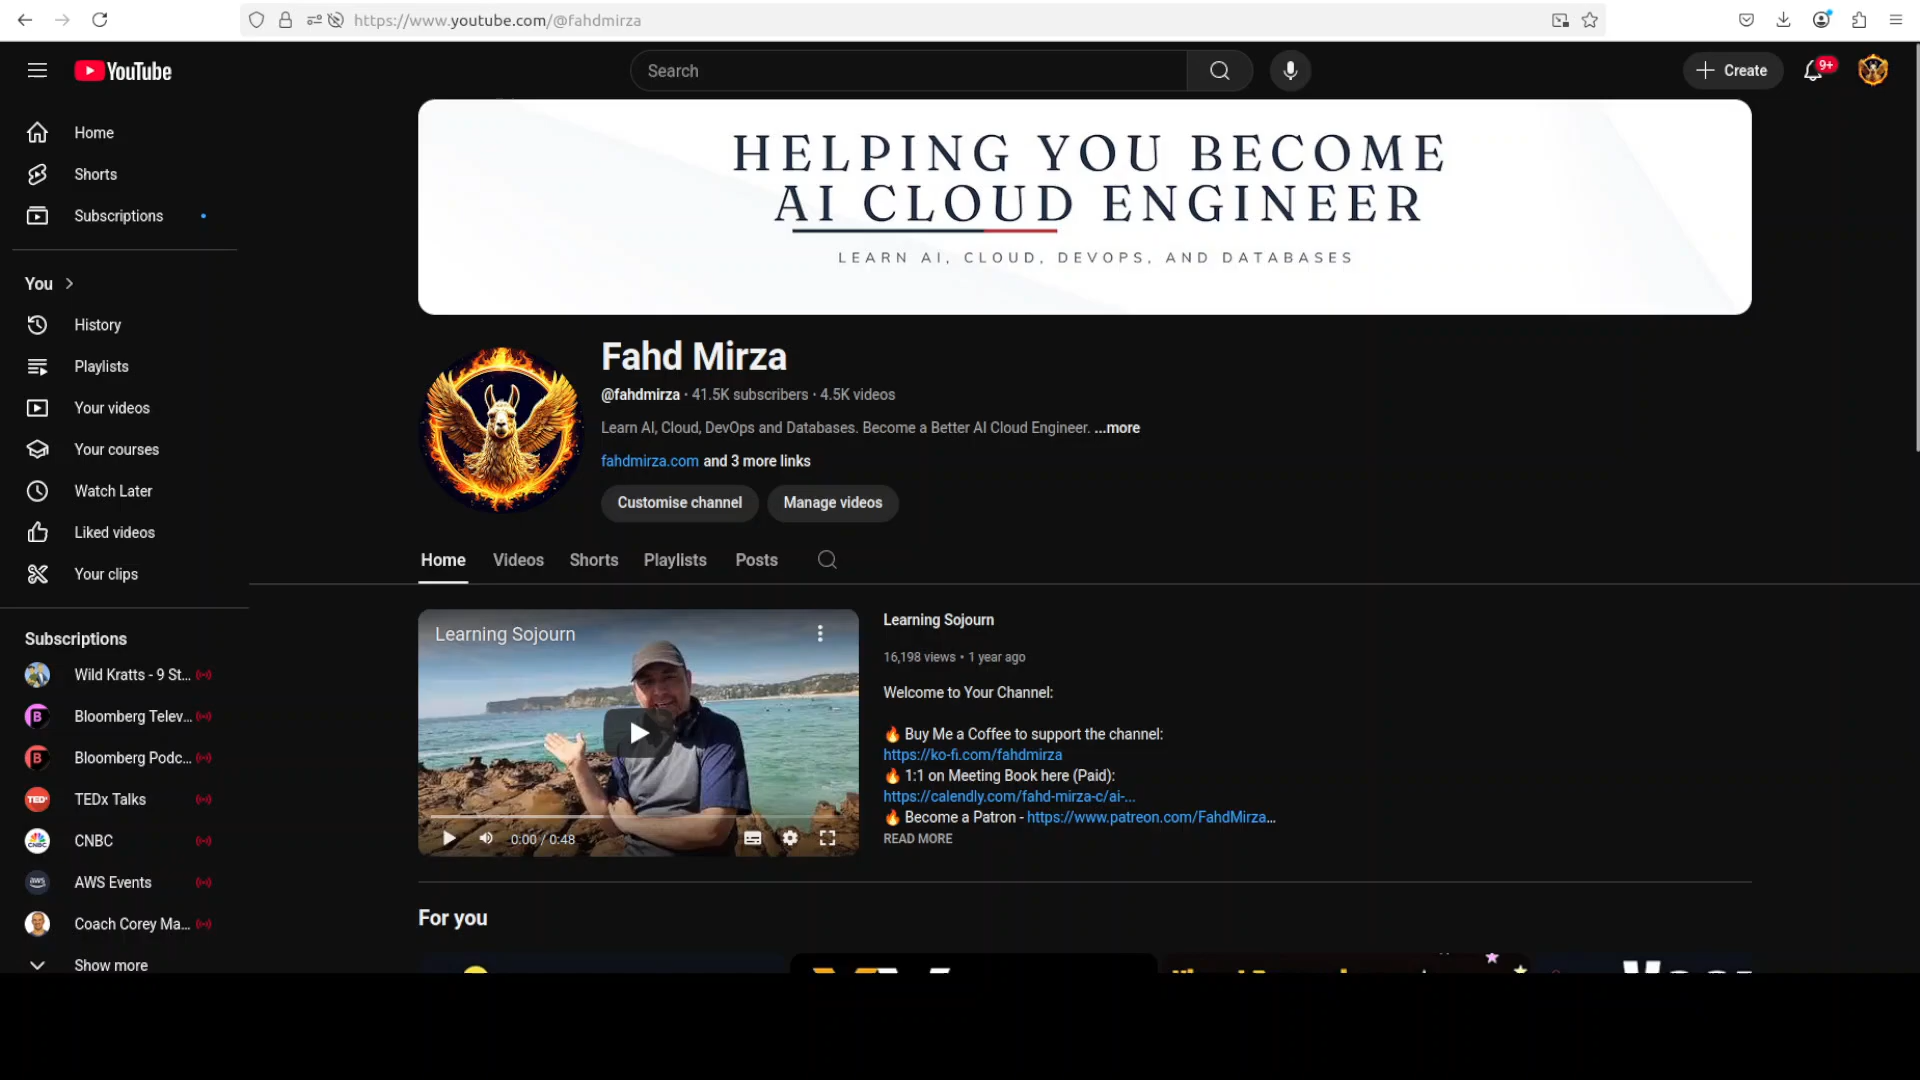 https://www.youtube.com/@fahdmirza
YouTube
Search
Create
9+
Home
Shorts
Subscriptions
You
History
Playlists
Your videos
Your courses
Watch Later
Liked videos
Your clips
Subscriptions
Wild Kratts - 9 St...
Bloomberg Telev...
Bloomberg Podc...
TED
TEDx Talks
CNBC
aws
AWS Events
Coach Corey Ma...
Show more
HELPING YOU BECOME
AI CLOUD ENGINEER
LEARN AI, CLOUD, DEVOPS, AND DATABASES
Fahd Mirza
@fahdmirza • 41.5K subscribers • 4.5K videos
Learn AI, Cloud, DevOps and Databases. Become a Better AI Cloud Engineer. ...more
fahdmirza.com and 3 more links
Customise channel
Manage videos
Home Videos Shorts Playlists Posts
Learning Sojourn
0:00 / 0:48
Learning Sojourn
16,198 views • 1 year ago
Welcome to Your Channel:
🔥 Buy Me a Coffee to support the channel:
https://ko-fi.com/fahdmirza
🔥 1:1 on Meeting Book here (Paid):
https://calendly.com/fahd-mirza-c/ai-...
🔥 Become a Patron - https://www.patreon.com/FahdMirza...
READ MORE
For you